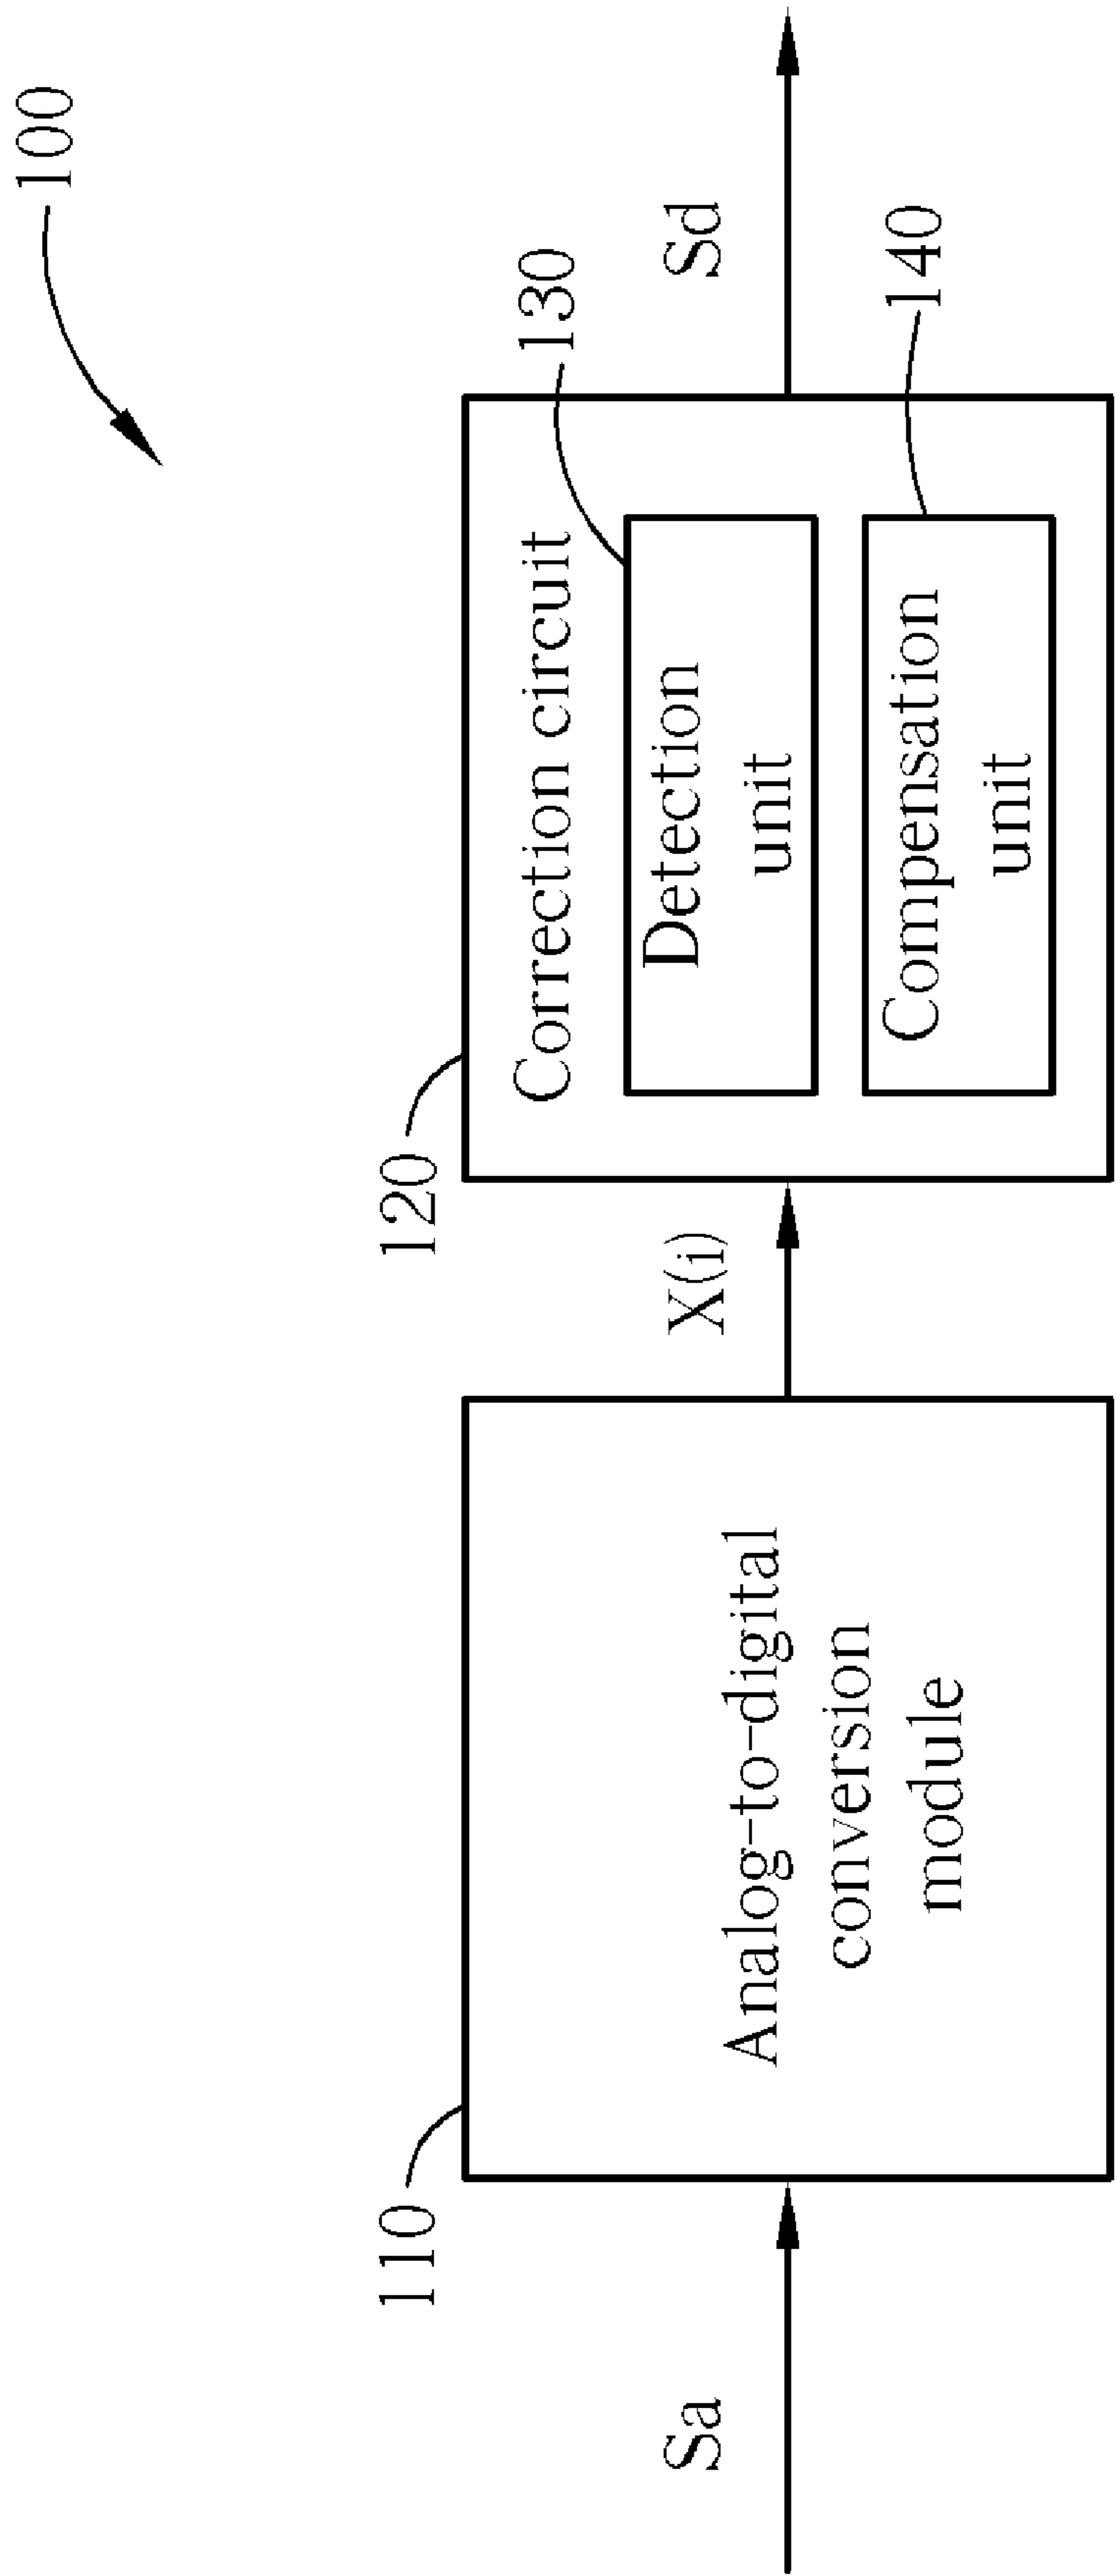 100
110
120
130
Sa
Analog-to-digital
conversion
module
X(i)
Correction circuit
Detection
unit
Compensation
unit
Sd
140